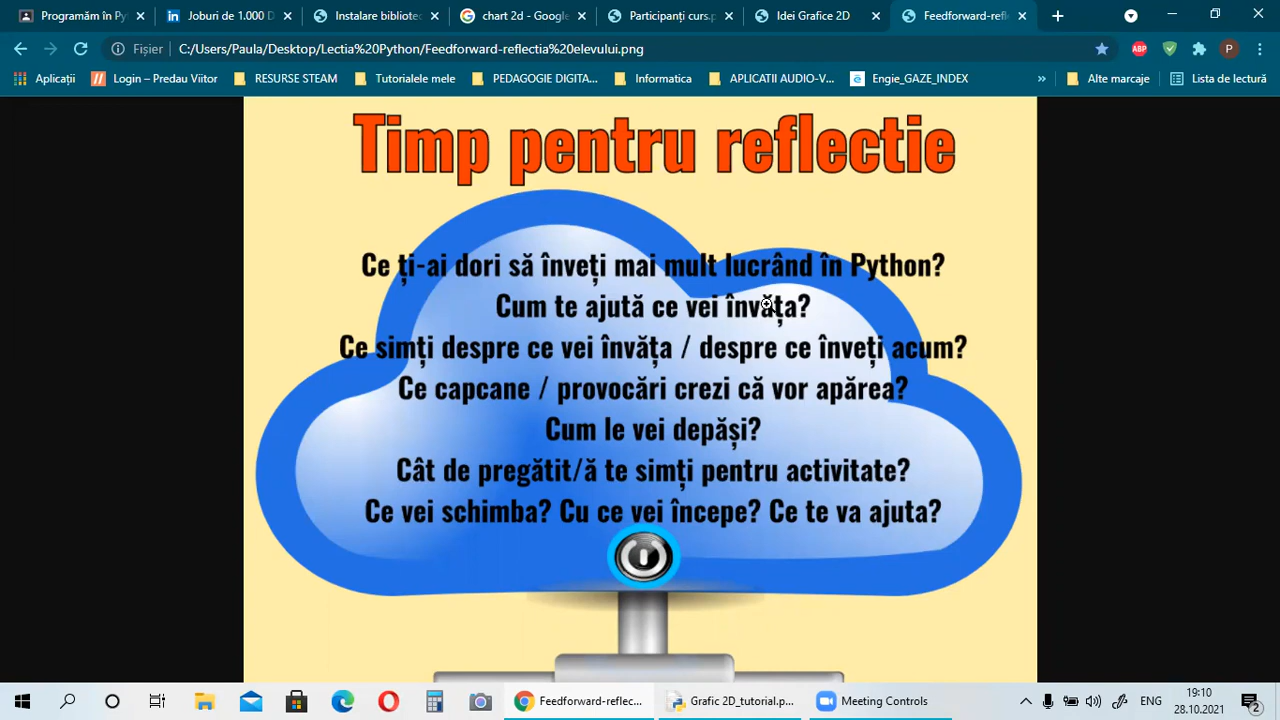 Programăm în Py
Joburi de 1.000 D
Instalare bibliotec
chart 2d - Google
Participanți curs.p
Idei Grafice 2D
Feedforward-refl
Fișier
C:/Users/Paula/Desktop/Lectia%20Python/Feedforward-reflectia%20elevului.png
ABP
P
Aplicații
Login – Predau Viitor
RESURSE STEAM
Tutorialele mele
PEDAGOGIE DIGITA...
Informatica
APLICATII AUDIO-V...
Engie_GAZE_INDEX
»
Alte marcaje
Listă de lectură
Timp pentru reflectie
Ce ți-ai dori să înveți mai mult lucrând în Python?
Cum te ajută ce vei învăța?
Ce simți despre ce vei învăța / despre ce înveți acum?
Ce capcane / provocări crezi că vor apărea?
Cum le vei depăși?
Cât de pregătit/ă te simți pentru activitate?
Ce vei schimba? Cu ce vei începe? Ce te va ajuta?
Feedforward-reflec...
Grafic 2D_tutorial.p...
Meeting Controls
ENG
19:10
28.10.2021
2